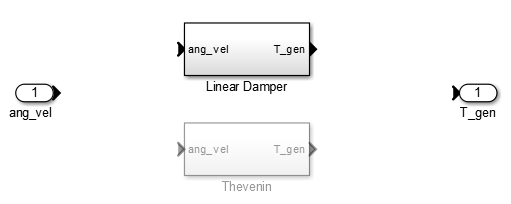 ang_vel T_gen
Linear Damper
1
ang_vel
1
T_gen
ang_vel T_gen
Thevenin